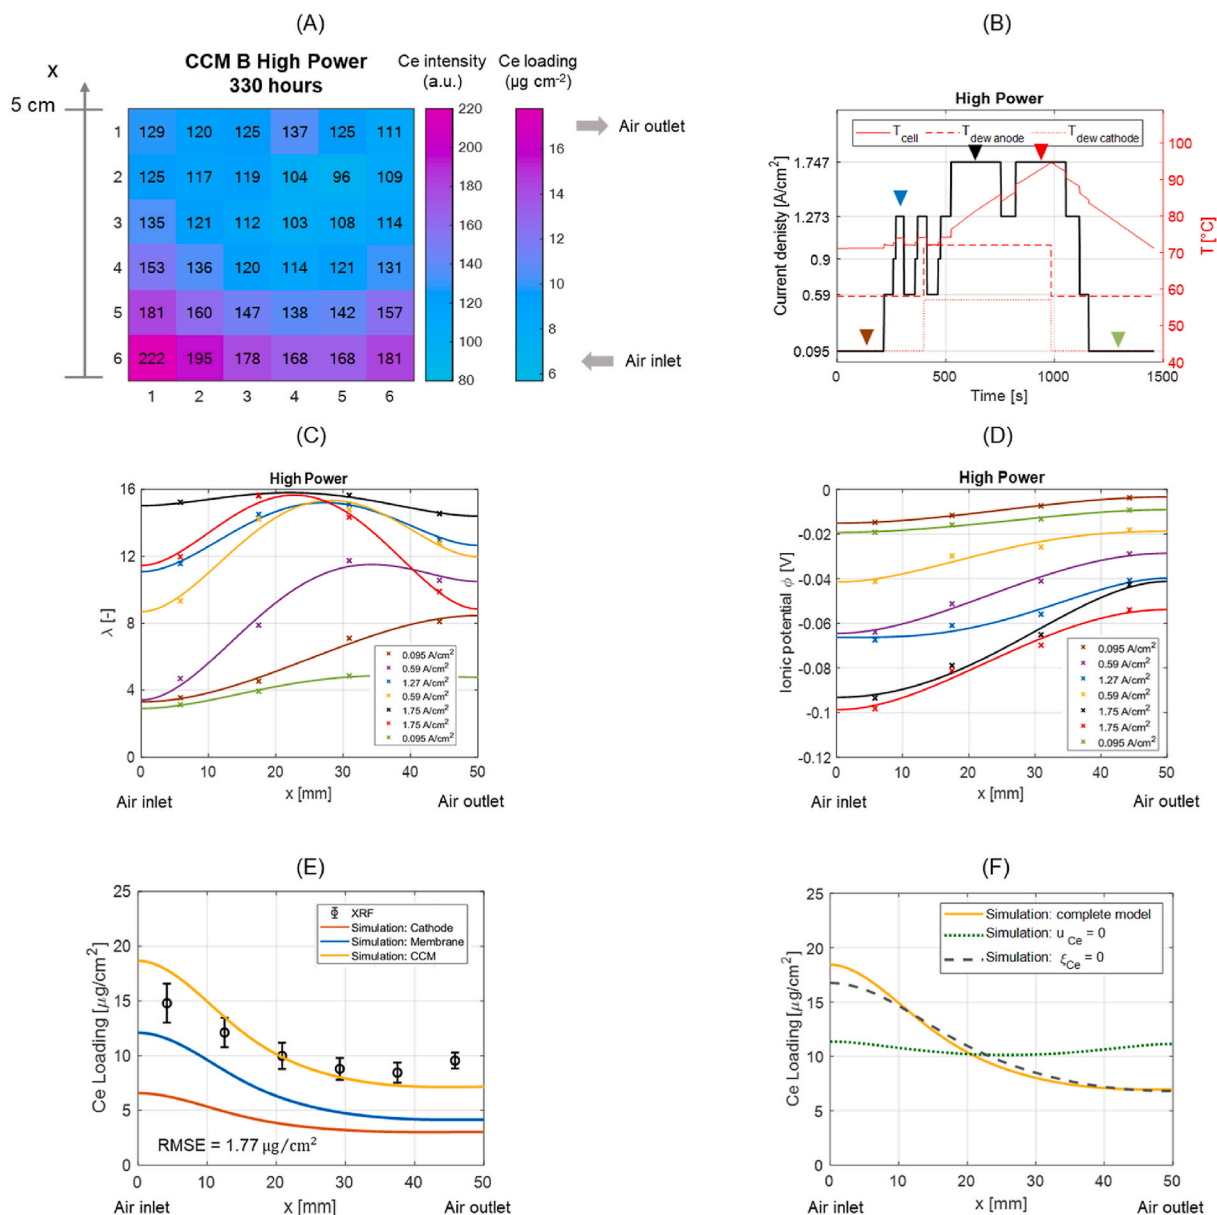 (A)
CCM B High Power
330 hours
Ce intensity
(a.u.)
Ce loading
(μg cm-2)
x
5 cm
1 129 120 125 137 125 111
2 125 117 119 104 96 109
3 135 121 112 103 108 114
4 153 136 120 114 121 131
5 181 160 147 138 142 157
6 222 195 178 168 168 181
1 2 3 4 5 6
220
200
180
160
140
120
100
80
16
14
12
10
8
6
Air outlet
Air inlet
(B)
High Power
T cell
T dew anode
T dew cathode
Current denisty [A/cm2]
1.747
1.273
0.9
0.59
0.095
100
90
80
70
60
50
40
T [°C]
0 500 1000 1500
Time [s]
(C)
High Power
λ [-]
16
12
8
4
0
0.095 A/cm2
0.59 A/cm2
1.27 A/cm2
0.59 A/cm2
1.75 A/cm2
1.75 A/cm2
0.095 A/cm2
0 10 20 30 40 50
Air inlet x [mm] Air outlet
(D)
High Power
Ionic potential ϕ [V]
0
-0.02
-0.04
-0.06
-0.08
-0.1
-0.12
0.095 A/cm2
0.59 A/cm2
1.27 A/cm2
0.59 A/cm2
1.75 A/cm2
1.75 A/cm2
0.095 A/cm2
0 10 20 30 40 50
Air inlet x [mm] Air outlet
(E)
Ce Loading [μg/cm2]
25
20
15
10
5
0
XRF
Simulation: Cathode
Simulation: Membrane
Simulation: CCM
RMSE = 1.77 μg/cm2
0 10 20 30 40 50
Air inlet x [mm] Air outlet
(F)
Ce Loading [μg/cm2]
25
20
15
10
5
0
Simulation: complete model
Simulation: u Ce = 0
Simulation: ξCe = 0
0 10 20 30 40 50
Air inlet x [mm] Air outlet